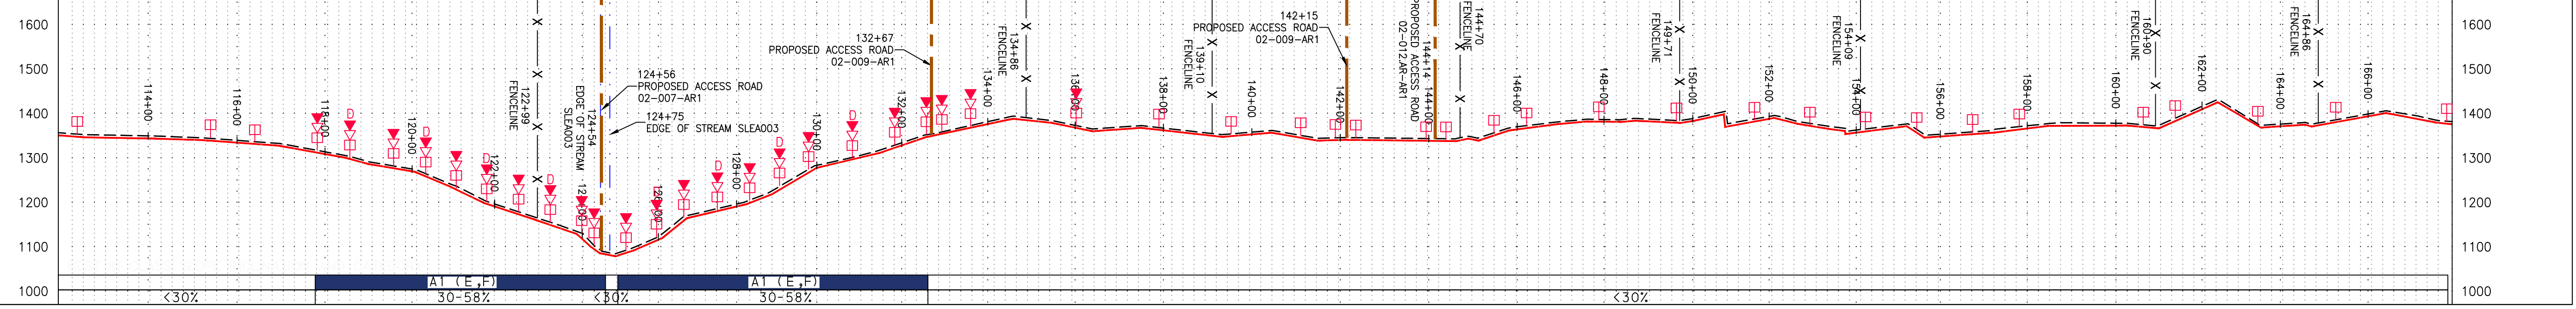 1600
1500
1400
1300
1200
1100
1000
114+00
116+00
118+00
D
120+00
D
122+00
D
122+99
FENCELINE
D
124+54
EDGE OF STREAM
SLEA003
124+56
PROPOSED ACCESS ROAD
02-007-AR1
124+75
EDGE OF STREAM SLEA003
D
128+00
D
130+00
D
132+67
PROPOSED ACCESS ROAD
02-009-AR1
132+00
134+00
134+86
FENCELINE
136+00
138+00
139+10
FENCELINE
140+00
142+15
PROPOSED ACCESS ROAD
02-009-AR1
142+00
144+14
PROPOSED ACCESS ROAD
02-012.AR-AR1
144+00
144+70
FENCELINE
146+00
148+00
149+71
FENCELINE
150+00
152+00
154+09
FENCELINE
154+00
156+00
158+00
160+00
160+90
FENCELINE
162+00
164+00
164+86
FENCELINE
166+00
1600
1500
1400
1300
1200
1100
1000
A1 (E,F)
A1 (E,F)
<30%
30-58%
<30%
30-58%
<30%